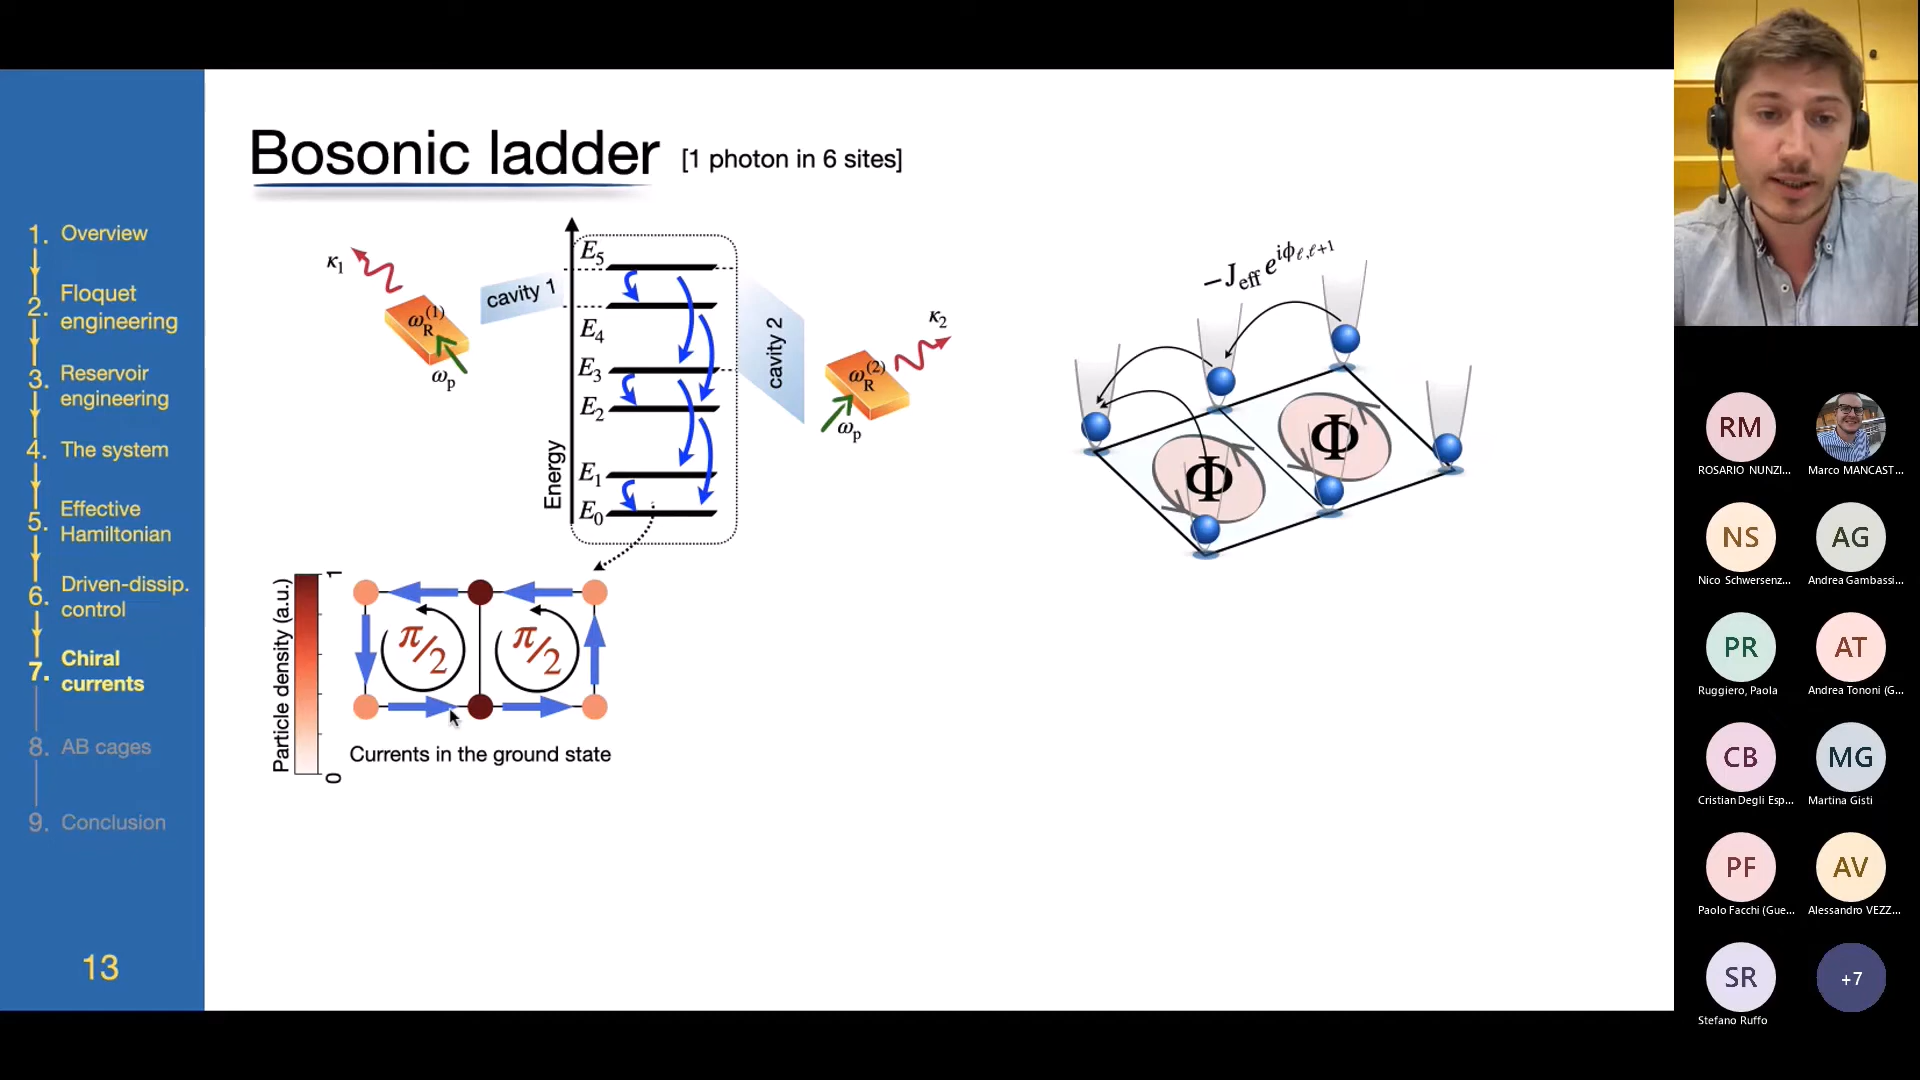 1. Overview
2. Floquet
engineering
3. Reservoir
engineering
4. The system
5. Effective
Hamiltonian
6. Driven-dissip.
control
7. Chiral
currents
8. AB cages
9. Conclusion
13
Bosonic ladder [1 photon in 6 sites]
κ₁
ω_R^(1)
ω_p
cavity 1
Energy
E₅
E₄
E₃
E₂
E₁
E₀
cavity 2
κ₂
ω_R^(2)
ω_p
−J_eff e^{iϕ_{ℓ,ℓ+1}}
Φ
Φ
Particle density (a.u.)
1
0
π/2
π/2
Currents in the ground state
RM
ROSARIO NUNZI...
Marco MANCAST...
NS
Nico Schwersenz...
AG
Andrea Gambassi...
PR
Ruggiero, Paola
AT
Andrea Tononi (G...
CB
Cristian Degli Esp...
MG
Martina Gisti
PF
Paolo Facchi (Gue...
AV
Alessandro VEZZ...
SR
Stefano Ruffo
+7